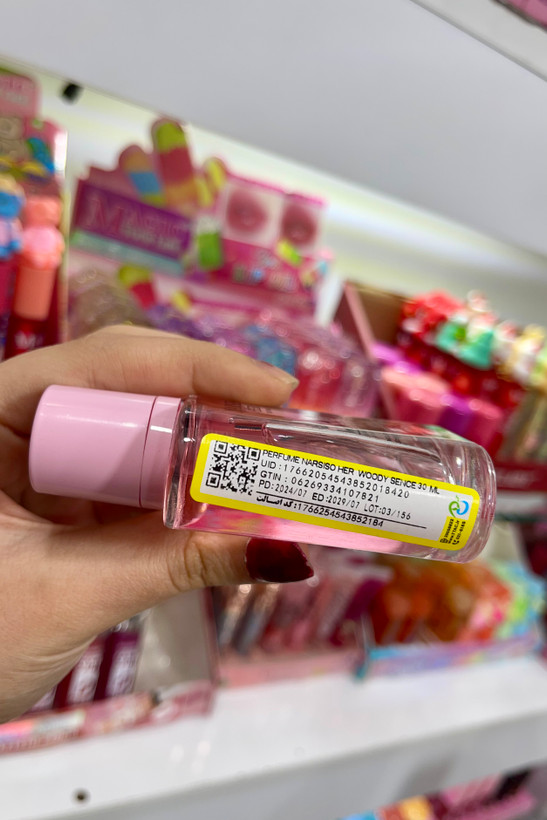 PERFUME NARSISO HER WOODY SENCE 30 ML
UID : 17662054543852018420
GTIN : 06269334107821
PD:2024/07 ED:2029/07 LOT:03/156
کد اصالت:1766254543852184